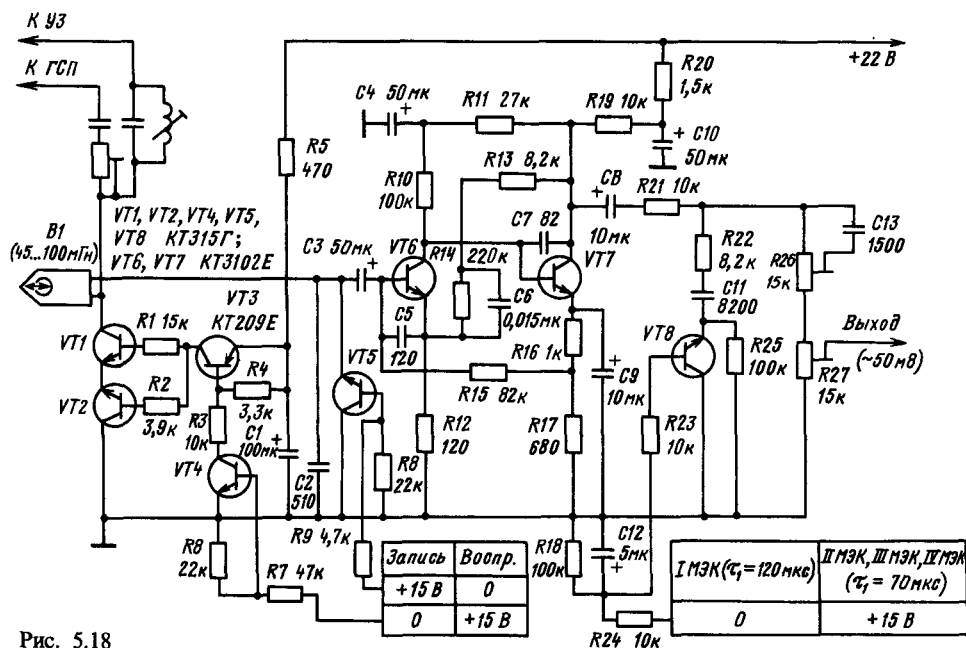 К УЗ
К ГСП
+22 В
R20
1,5к
C4 50мк
+
R11 27к
R19 10к
+ C10
50мк
R5
470
R13 8,2к
R10
100к
C7 82
+ C8
10мк
R21 10к
C13
1500
VT1, VT2, VT4, VT5,
VT8 КТ315Г;
VT6, VT7 КТ3102Е
B1
(45...100мГн)
C3 50мк
+
VT6
R14
220к
VT7
R22
8,2к
R26
15к
C11
8200
C6
0,015мк
VT3
КТ209Е
VT1
R1 15к
C5
120
R16 1к
VT8
Выход
(~50мВ)
R4
3,3к
VT5
R15 82к
+
C9
10мк
R25
100к
R27
15к
VT2
R2
3,9к
R3
10к
C1
100мк
+
R12
120
R17
680
R23
10к
VT4
C2
510
R8
22к
R9 4,7к
R8
22к
R7 47к
Запись Воспр.
+15 В 0
0 +15 В
R18
100к
C12
5мк
+
R24 10к
I МЭК (τ₁ = 120мкс)
II МЭК, III МЭК, IV МЭК
(τ₁ = 70мкс)
0 +15 В
Рис. 5.18